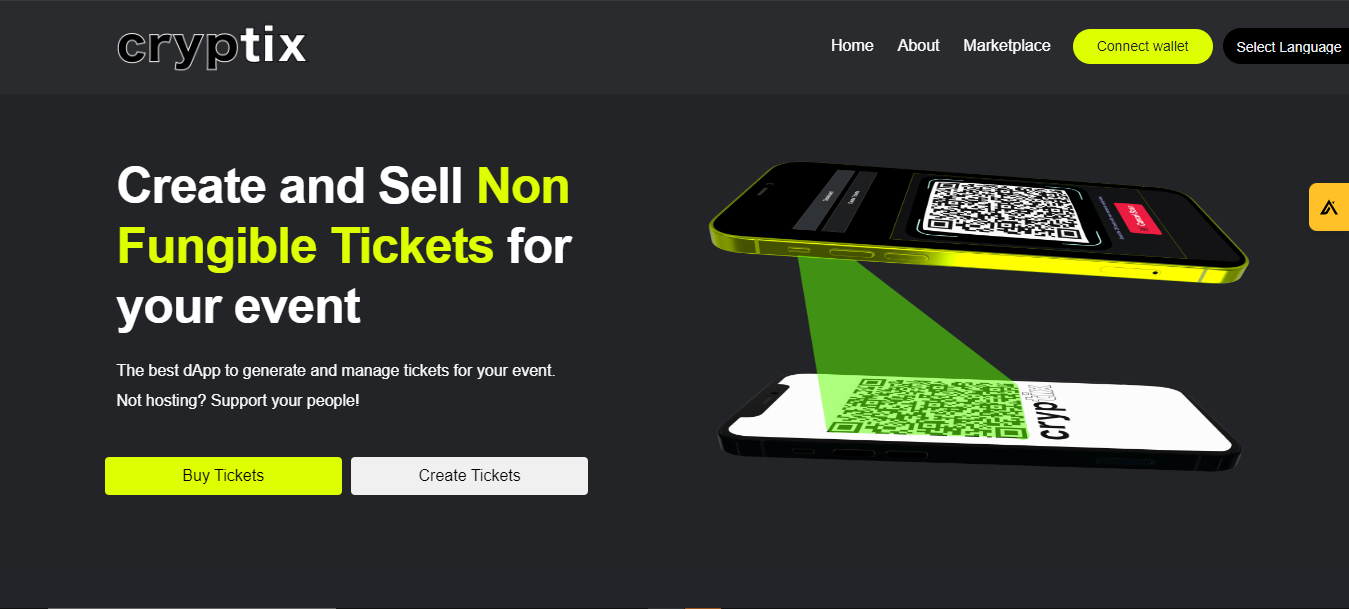 cryptix
Home About Marketplace Connect wallet Select Language
Create and Sell Non
Fungible Tickets for
your event
The best dApp to generate and manage tickets for your event.
Not hosting? Support your people!
Buy Tickets Create Tickets
cryptix